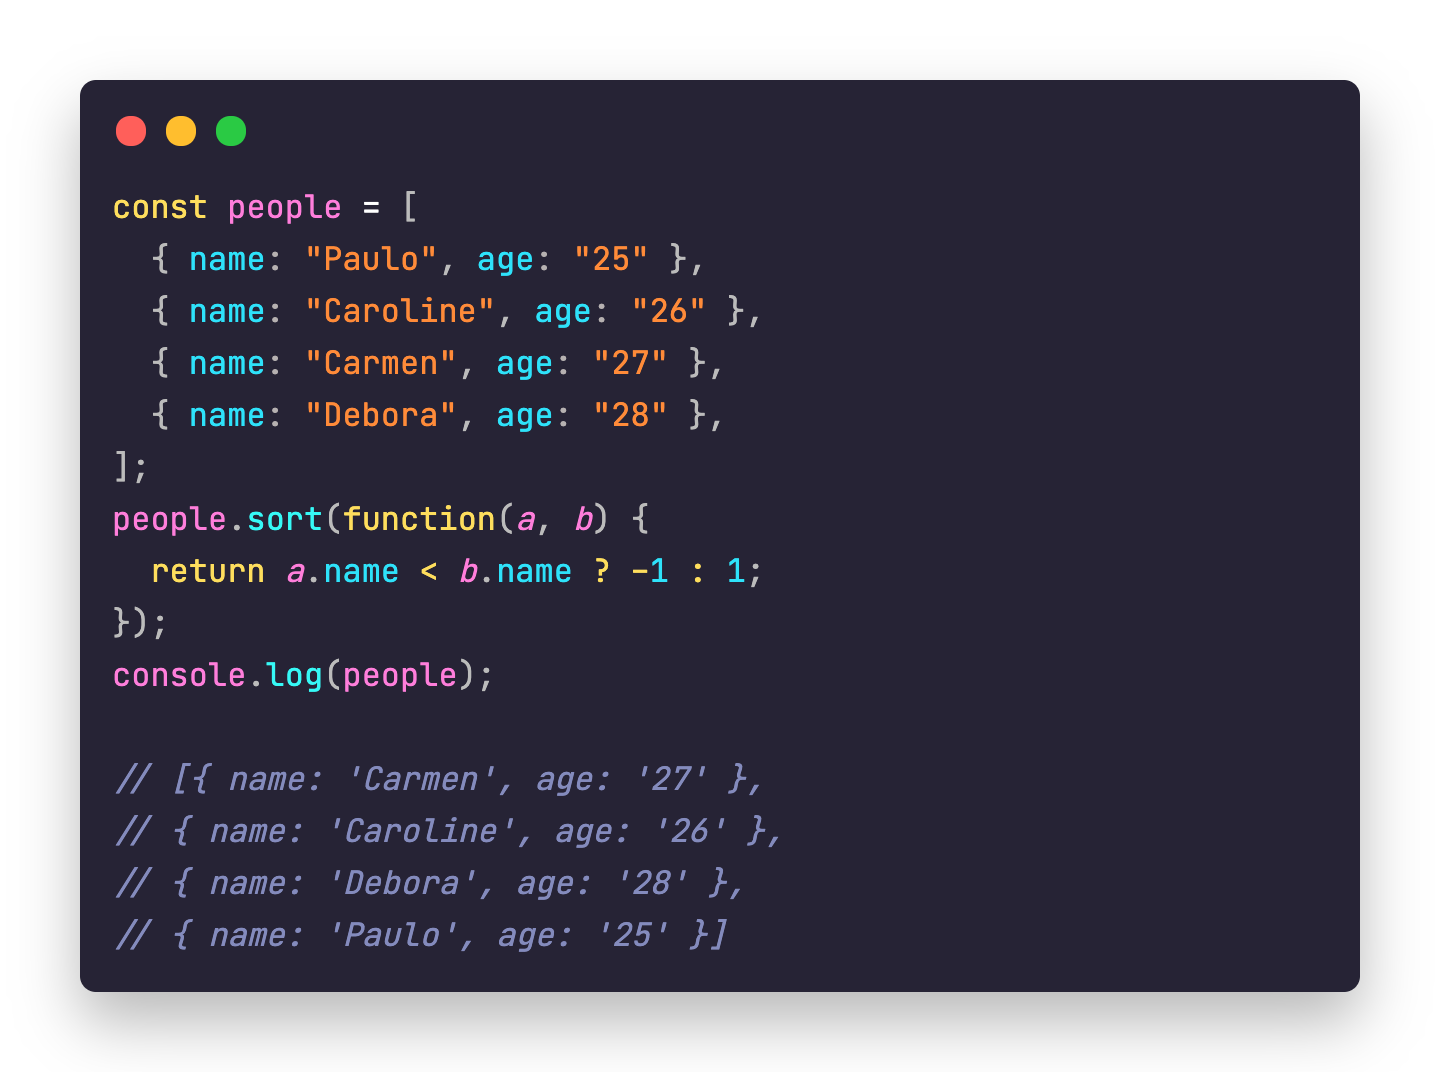 const people = [
  { name: "Paulo", age: "25" },
  { name: "Caroline", age: "26" },
  { name: "Carmen", age: "27" },
  { name: "Debora", age: "28" },
];
people.sort(function(a, b) {
  return a.name < b.name ? -1 : 1;
});
console.log(people);

// [{ name: 'Carmen', age: '27' },
// { name: 'Caroline', age: '26' },
// { name: 'Debora', age: '28' },
// { name: 'Paulo', age: '25' }]